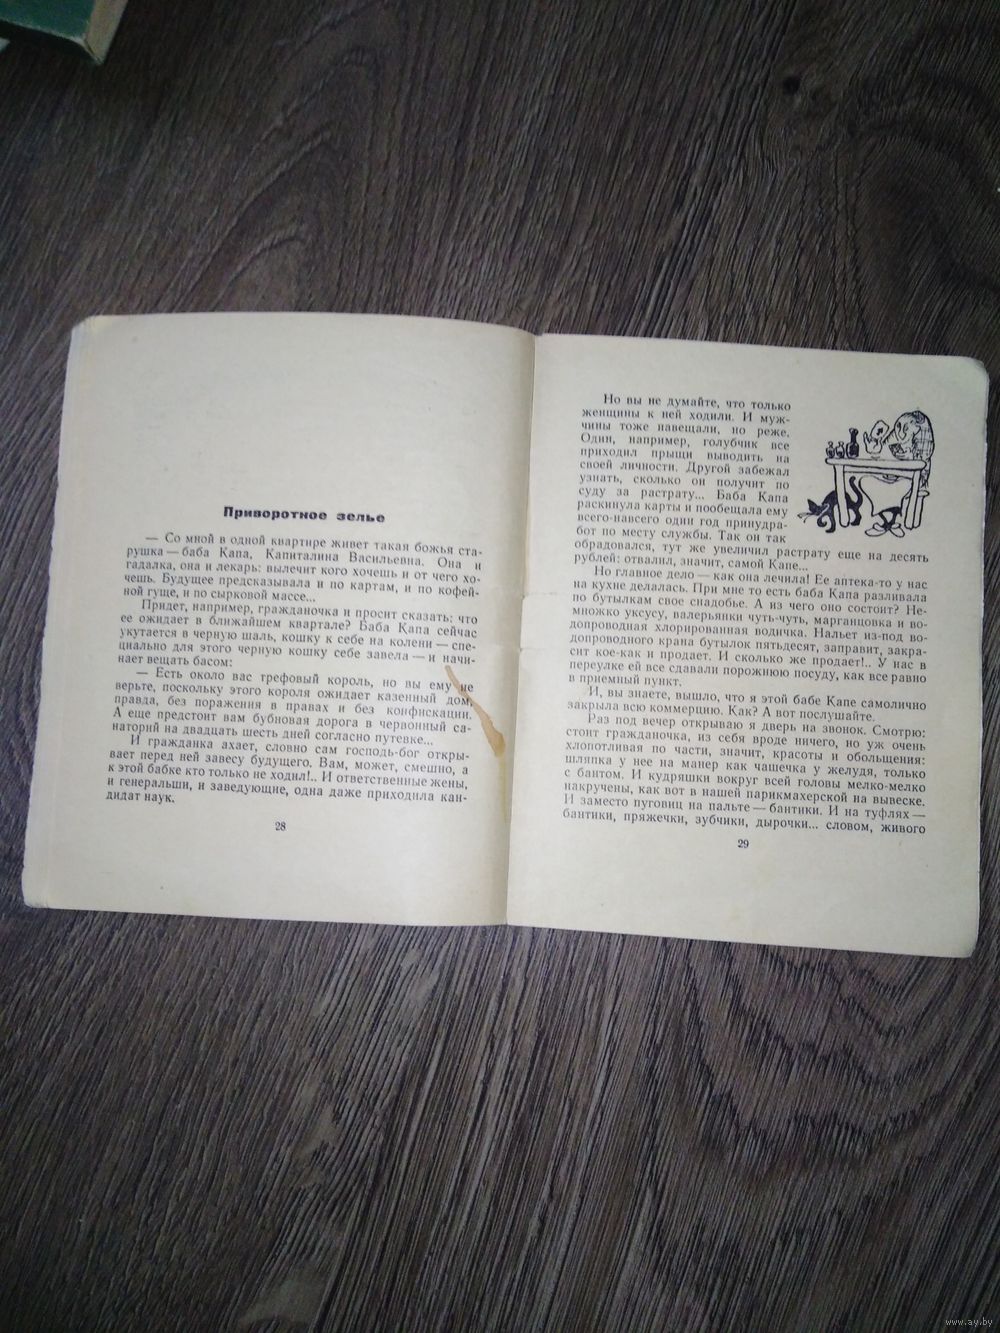 Приворотное зелье
— Со мной в одной квартире живет такая божья ста-
рушка — баба Капа, Капиталина Васильевна. Она и
гадалка, она и лекарь: вылечит кого хочешь и от чего хо-
чешь. Будущее предсказывала и по картам, и по кофей-
ной гуще, и по сырковой массе...
Придет, например, гражданочка и просит сказать: что
ее ожидает в ближайшем квартале? Баба Капа сейчас
укутается в черную шаль, кошку к себе на колени — спе-
циально для этого черную кошку себе завела — и начи-
нает вещать басом:
— Есть около вас трефовый король, но вы ему не
верьте, поскольку этого короля ожидает казенный дом,
правда, без поражения в правах и без конфискации.
А еще предстоит вам бубновая дорога в червонный са-
наторий на двадцать шесть дней согласно путевке...
И гражданка ахает, словно сам господь-бог откры-
вает перед ней завесу будущего. Вам, может, смешно, а
к этой бабке кто только не ходил!.. И ответственные жены,
и генеральши, и заведующие, одна даже приходила кан-
дидат наук.
28
Но вы не думайте, что только
женщины к ней ходили. И муж-
чины тоже навещали, но реже.
Один, например, голубчик все
приходил прыщи выводить на
своей личности. Другой забежал
узнать, сколько он получит по
суду за растрату... Баба Капа
раскинула карты и пообещала ему
всего-навсего один год принудра-
бот по месту службы. Так он так
обрадовался, тут же увеличил растрату еще на десять
рублей: отвалил, значит, самой Капе...
Но главное дело — как она лечила! Ее аптека-то у нас
на кухне делалась. При мне то есть баба Капа разливала
по бутылкам свое снадобье. А из чего оно состоит? Не-
множко уксусу, валерьянки чуть-чуть, марганцовки и во-
допроводная хлорированная водичка. Нальет из-под во-
допроводного крана бутылок пятьдесят, заправит, закра-
сит кое-как и продает. И сколько же продает!.. У нас в
переулке ей все сдавали порожнюю посуду, как все равно
в приемный пункт.
И, вы знаете, вышло, что я этой бабе Капе самолично
закрыла всю коммерцию. Как? А вот послушайте.
Раз под вечер открываю я дверь на звонок. Смотрю:
стоит гражданочка, из себя вроде ничего, но уж очень
хлопотливая по части, значит, красоты и обольщения:
шляпка у нее на манер как чашечка у желудя, только
с бантом. И кудряшки вокруг всей головы мелко-мелко
накручены, как вот в нашей парикмахерской на вывеске.
И заместо пуговиц на пальте — бантики. И на туфлях —
бантики, пряжечки, зубчики, дырочки... словом, живого
29
www.ay.by